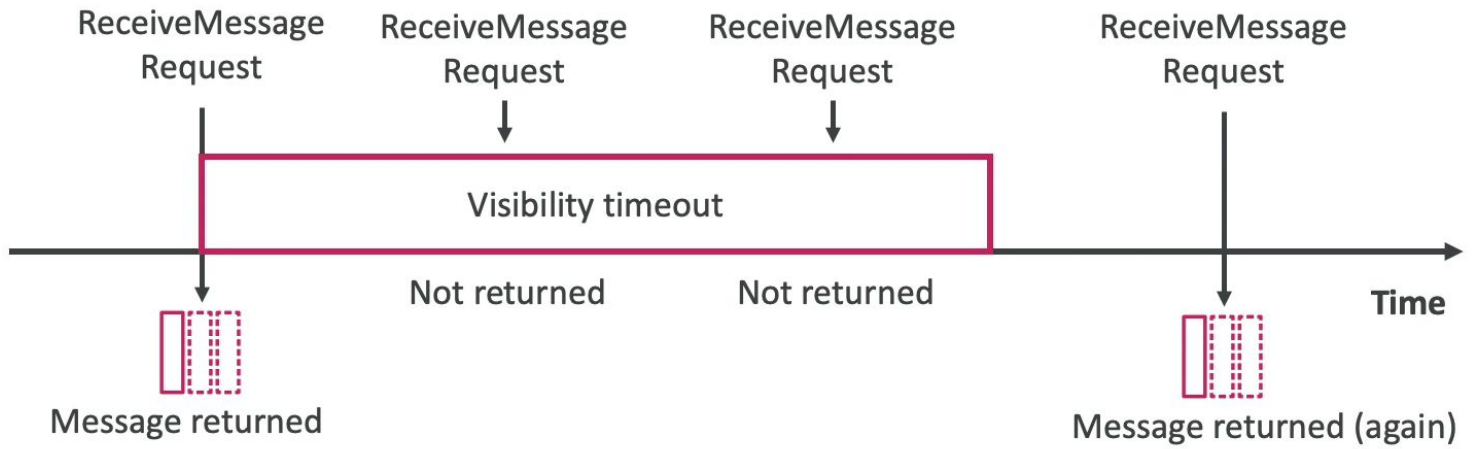 ReceiveMessage
Request
ReceiveMessage
Request
ReceiveMessage
Request
ReceiveMessage
Request
Visibility timeout
Not returned
Not returned
Time
Message returned
Message returned (again)